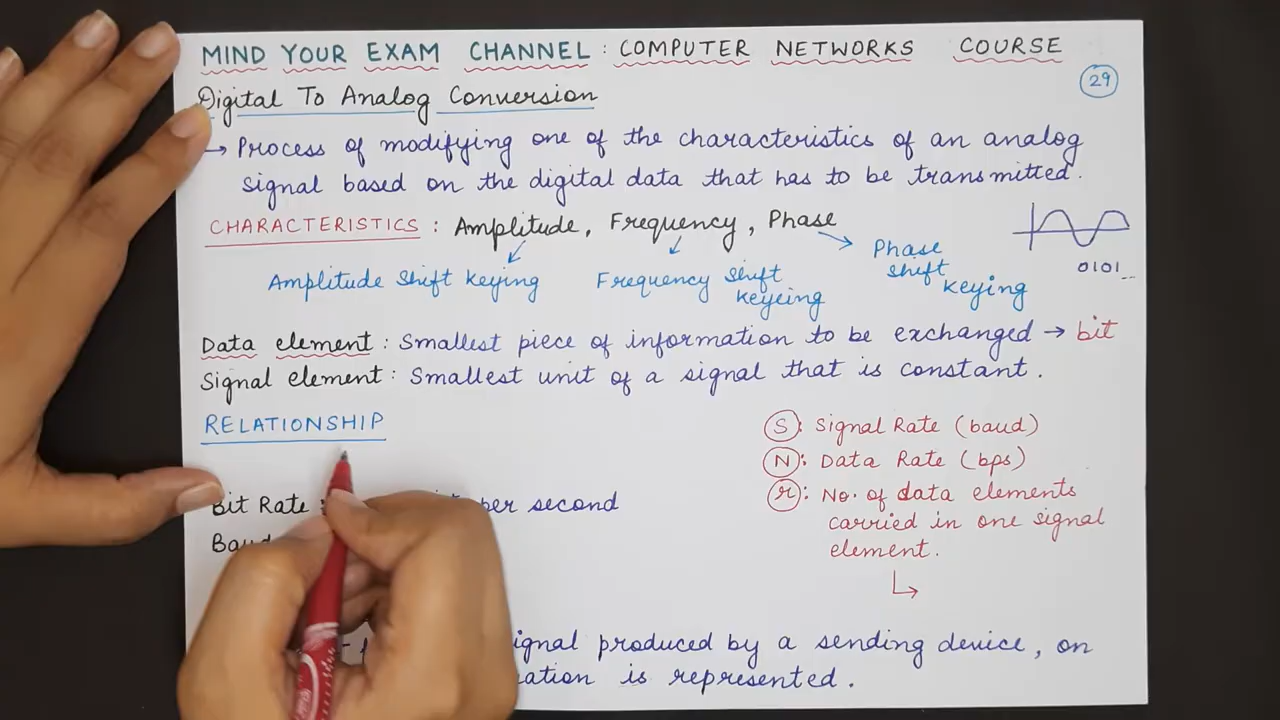 MIND YOUR EXAM CHANNEL : COMPUTER NETWORKS COURSE
29
Digital To Analog Conversion
→ Process of modifying one of the characteristics of an analog
signal based on the digital data that has to be transmitted.
CHARACTERISTICS : Amplitude, Frequency, Phase
Amplitude shift keying
Frequency shift
keyeing
Phase
shift
keying
0101_ _
Data element : Smallest piece of information to be exchanged → bit
Signal element : Smallest unit of a signal that is constant.
RELATIONSHIP
S : Signal Rate (baud)
N : Data Rate (bps)
r : No. of data elements
carried in one signal
element.
Bit Rate : per second
signal produced by a sending device, on
is represented.